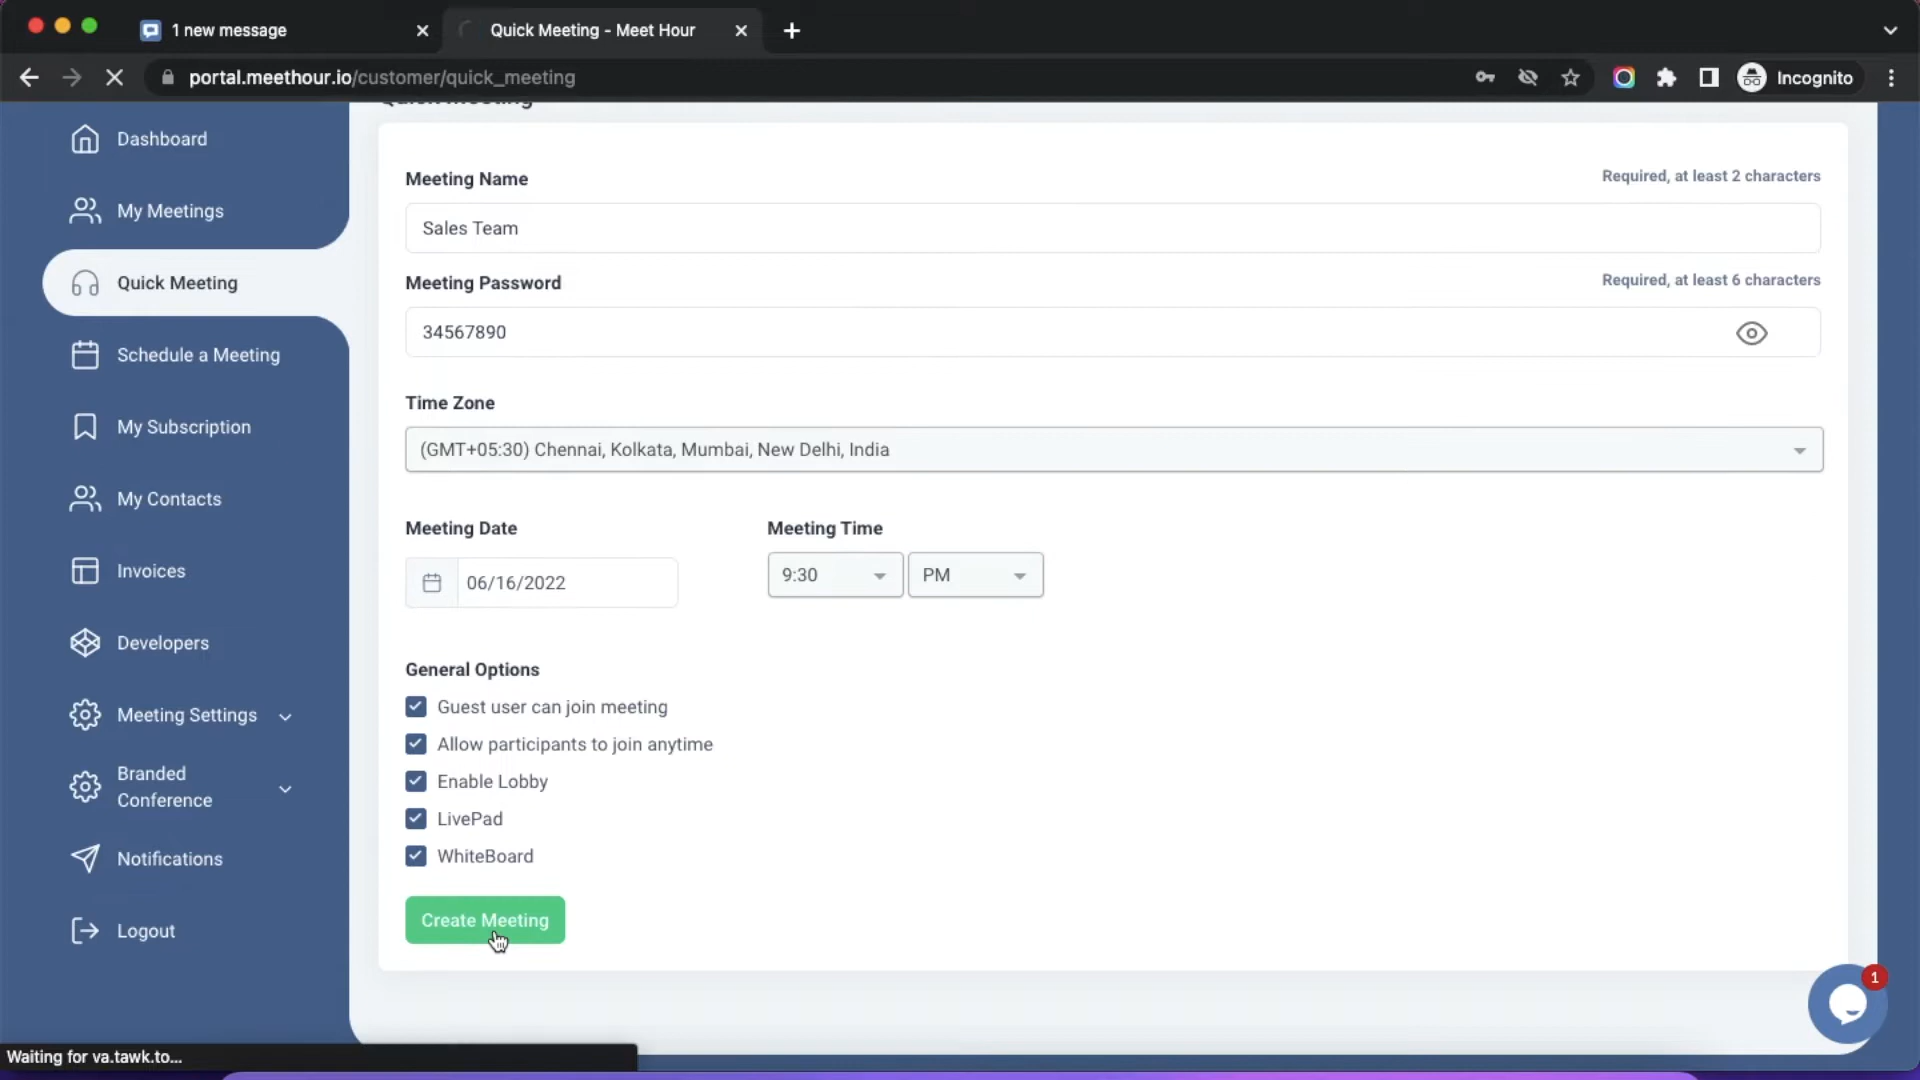 1 new message
Quick Meeting - Meet Hour
portal.meethour.io/customer/quick_meeting
Incognito
Quick Meeting
Dashboard
My Meetings
Quick Meeting
Schedule a Meeting
My Subscription
My Contacts
Invoices
Developers
Meeting Settings
Branded
Conference
Notifications
Logout
Meeting Name
Required, at least 2 characters
Sales Team
Meeting Password
Required, at least 6 characters
34567890
Time Zone
(GMT+05:30) Chennai, Kolkata, Mumbai, New Delhi, India
Meeting Date
Meeting Time
06/16/2022
9:30
PM
General Options
Guest user can join meeting
Allow participants to join anytime
Enable Lobby
LivePad
WhiteBoard
Create Meeting
1
Waiting for va.tawk.to...